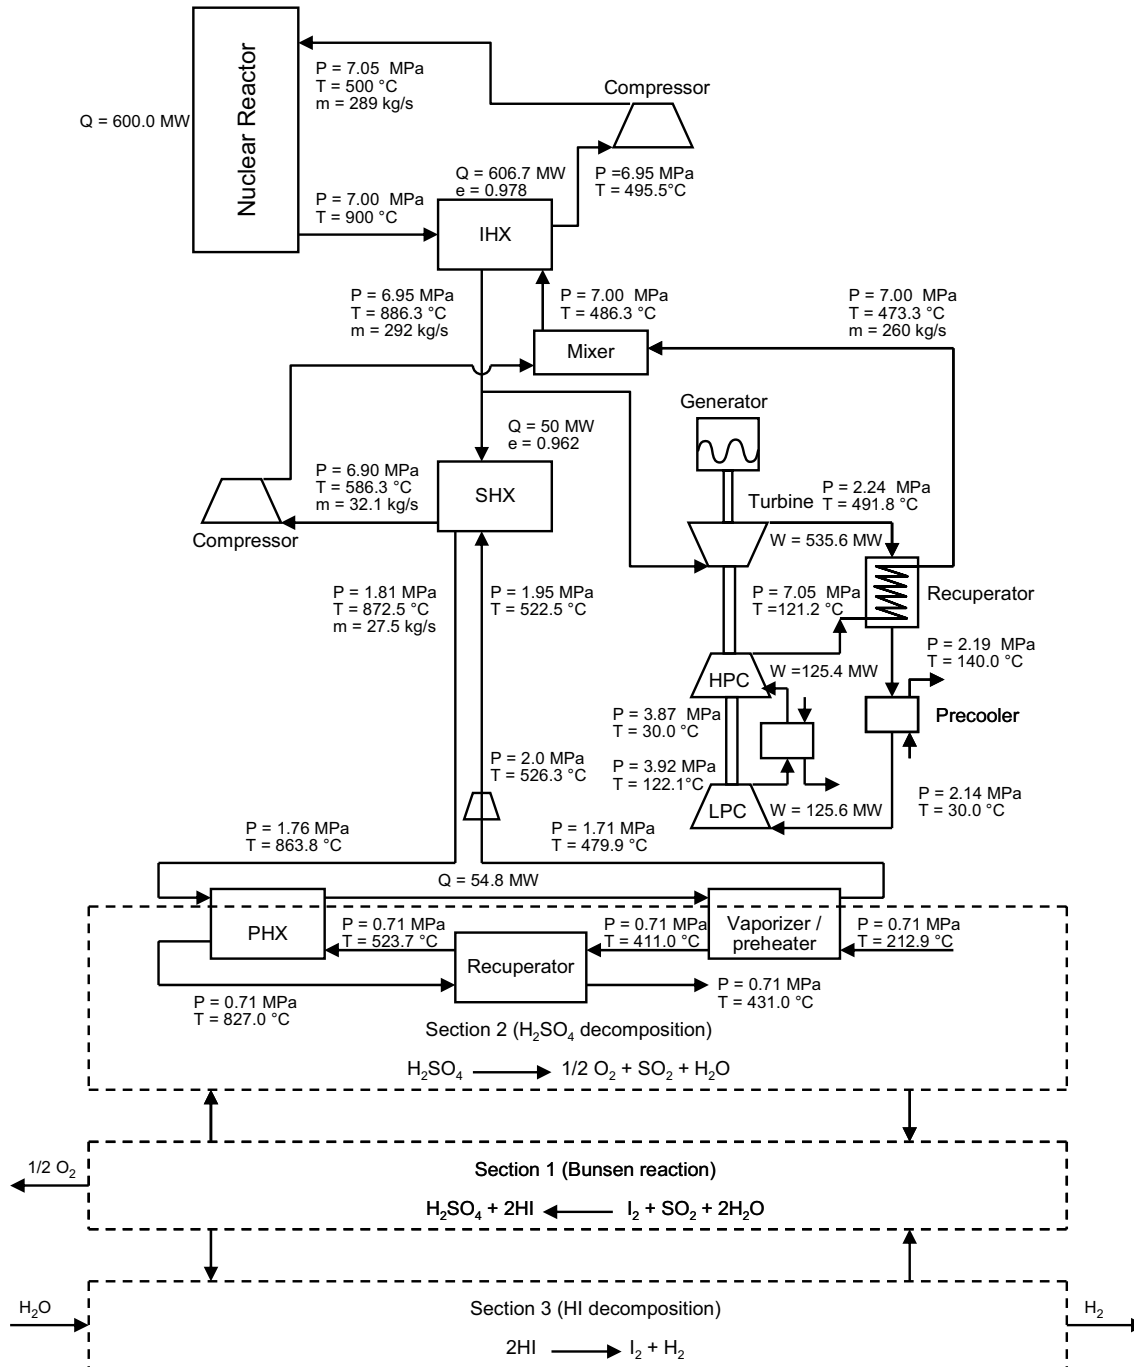 Nuclear Reactor
Q = 600.0 MW
P = 7.05  MPa
T = 500 °C
m = 289 kg/s
Compressor
P =6.95 MPa
T = 495.5°C
Q = 606.7 MW
e = 0.978
P = 7.00  MPa
T = 900 °C
IHX
P = 6.95 MPa
T = 886.3 °C
m = 292 kg/s
P = 7.00 MPa
T = 486.3 °C
P = 7.00  MPa
T = 473.3 °C
m = 260 kg/s
Mixer
Generator
Q = 50 MW
e = 0.962
P = 6.90 MPa
T = 586.3 °C
m = 32.1 kg/s
SHX
Compressor
Turbine
P = 2.24  MPa
T = 491.8 °C
W = 535.6 MW
P = 7.05  MPa
T =121.2 °C
Recuperator
P = 1.81 MPa
T = 872.5 °C
m = 27.5 kg/s
P = 1.95 MPa
T = 522.5 °C
P = 2.19  MPa
T = 140.0 °C
HPC
W =125.4 MW
P = 3.87  MPa
T = 30.0 °C
Precooler
P = 2.0 MPa
T = 526.3 °C
P = 3.92 MPa
T = 122.1°C
LPC
W = 125.6 MW
P = 2.14 MPa
T = 30.0 °C
P = 1.76 MPa
T = 863.8 °C
P = 1.71 MPa
T = 479.9 °C
Q = 54.8 MW
PHX
P = 0.71 MPa
T = 523.7 °C
P = 0.71 MPa
T = 411.0 °C
Vaporizer /
preheater
P = 0.71 MPa
T = 212.9 °C
Recuperator
P = 0.71 MPa
T = 827.0 °C
P = 0.71 MPa
T = 431.0 °C
Section 2 (H2SO4 decomposition)
H2SO4 → 1/2 O2 + SO2 + H2O
1/2 O2
Section 1 (Bunsen reaction)
H2SO4 + 2HI ← I2 + SO2 + 2H2O
H2O
Section 3 (HI decomposition)
H2
2HI → I2 + H2